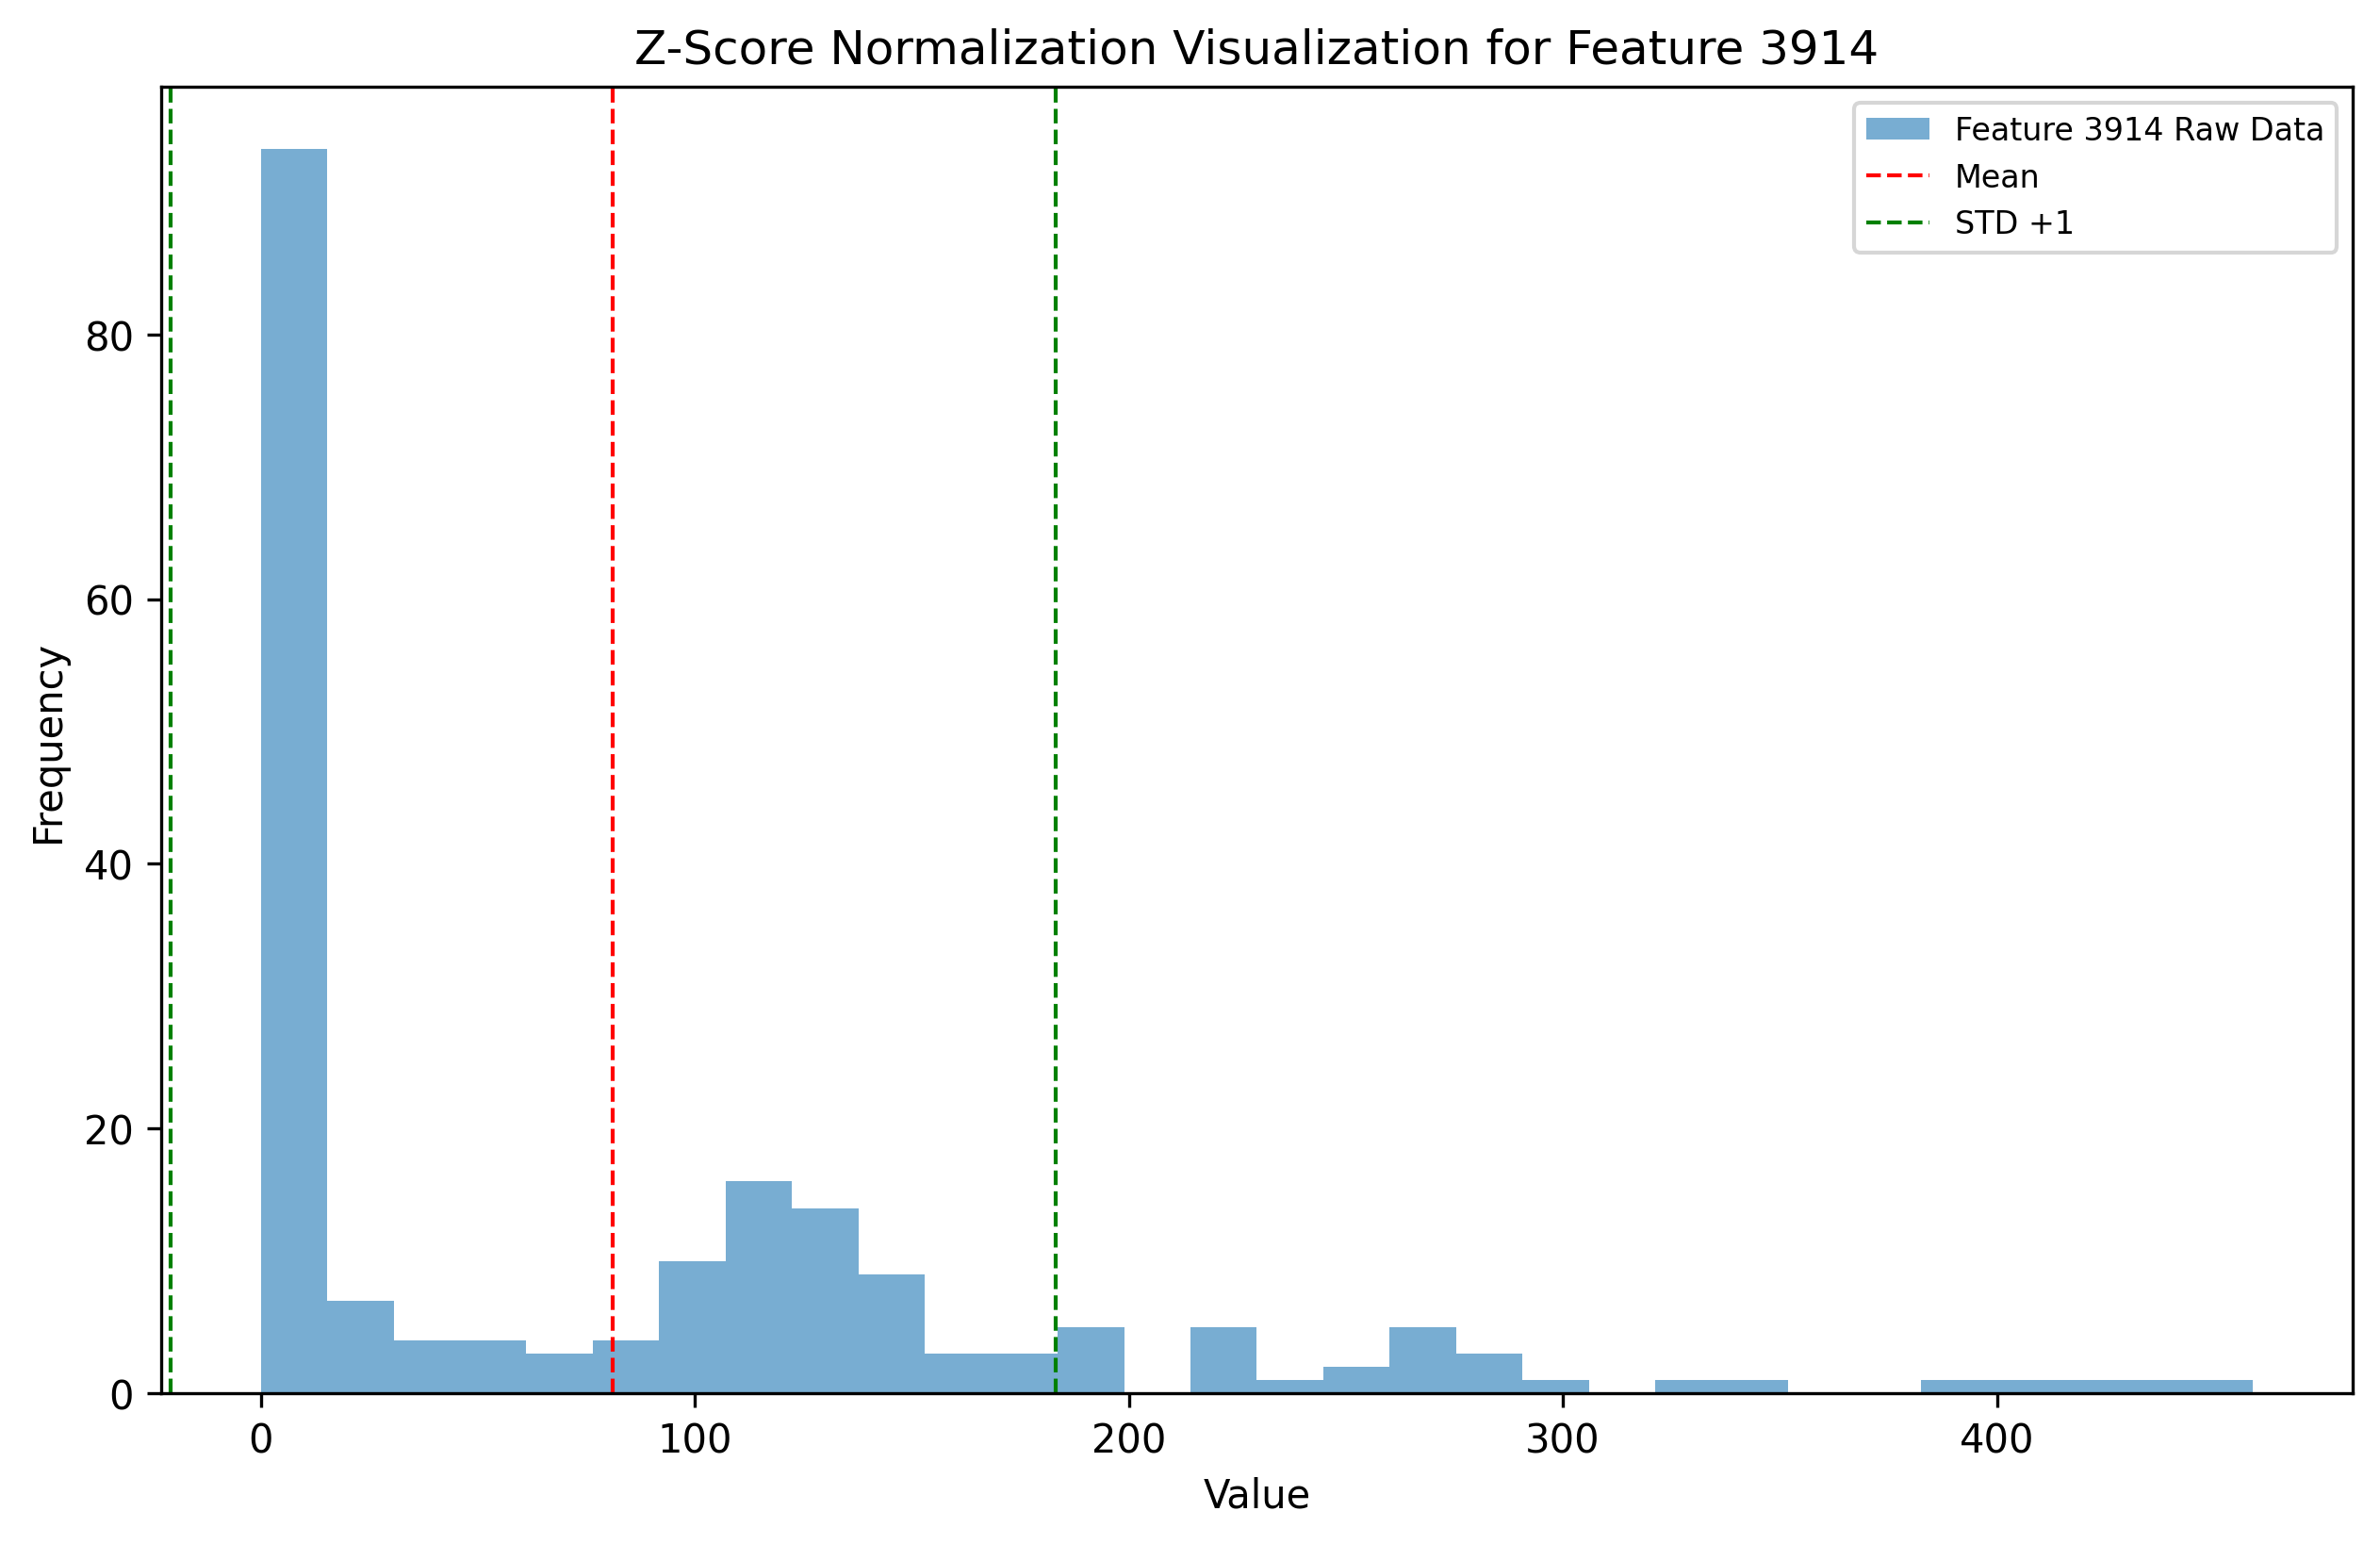 Z-Score Normalization Visualization for Feature 3914
Feature 3914 Raw Data
Mean
STD +1
80
60
40
20
0
Frequency
0 100 200 300 400
Value